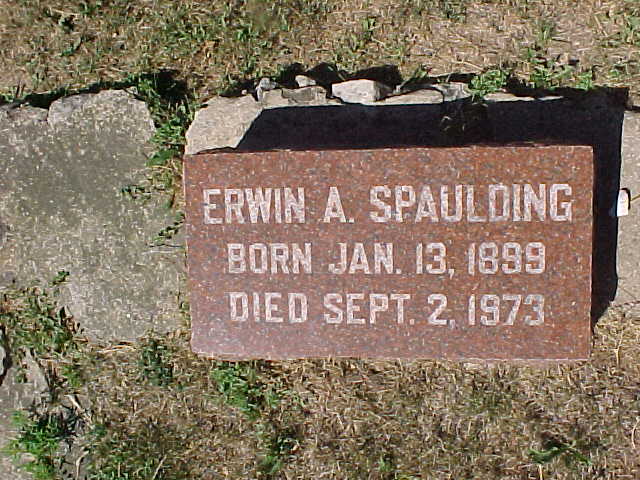 ERWIN A. SPAULDING
BORN JAN. 13, 1899
DIED SEPT. 2, 1973